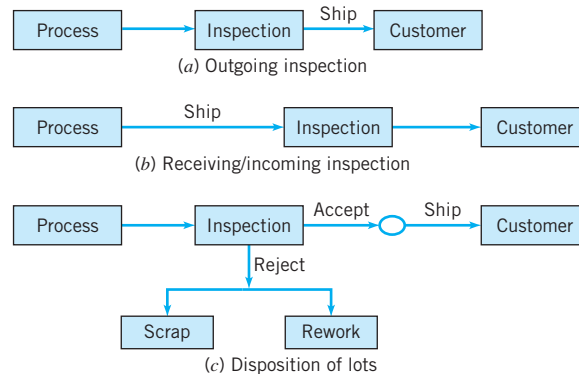 Ship
Process Inspection Customer
(a) Outgoing inspection
Ship
Process Inspection Customer
(b) Receiving/incoming inspection
Accept Ship
Process Inspection Customer
Reject
Scrap Rework
(c) Disposition of lots